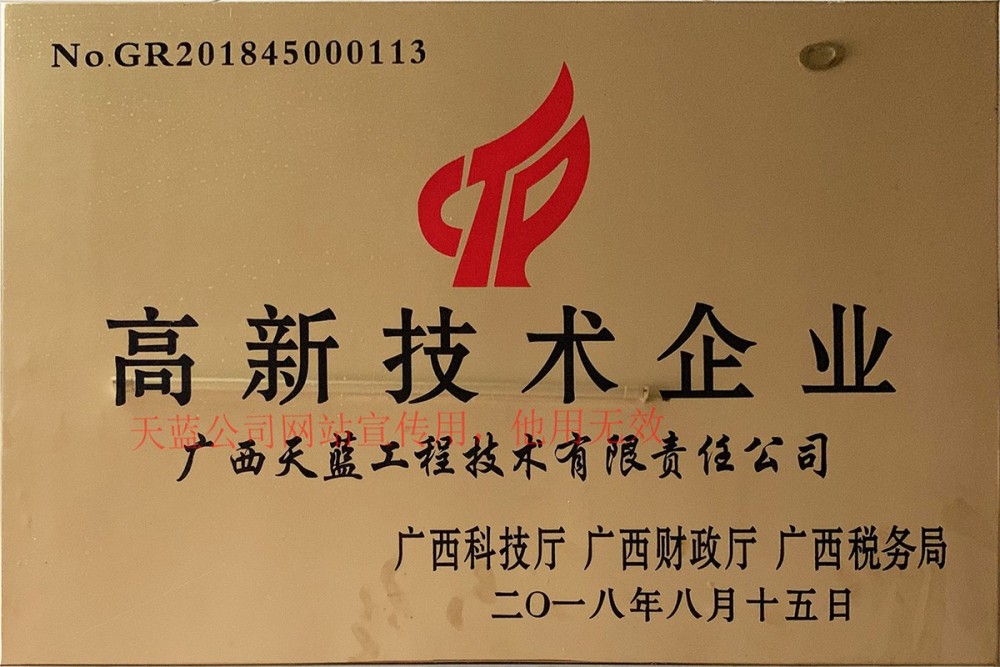 No.GR201845000113
高新技术企业
天蓝公司网站宣传用，他用无效
广西天蓝工程技术有限责任公司
广西科技厅 广西财政厅 广西税务局
二〇一八年八月十五日